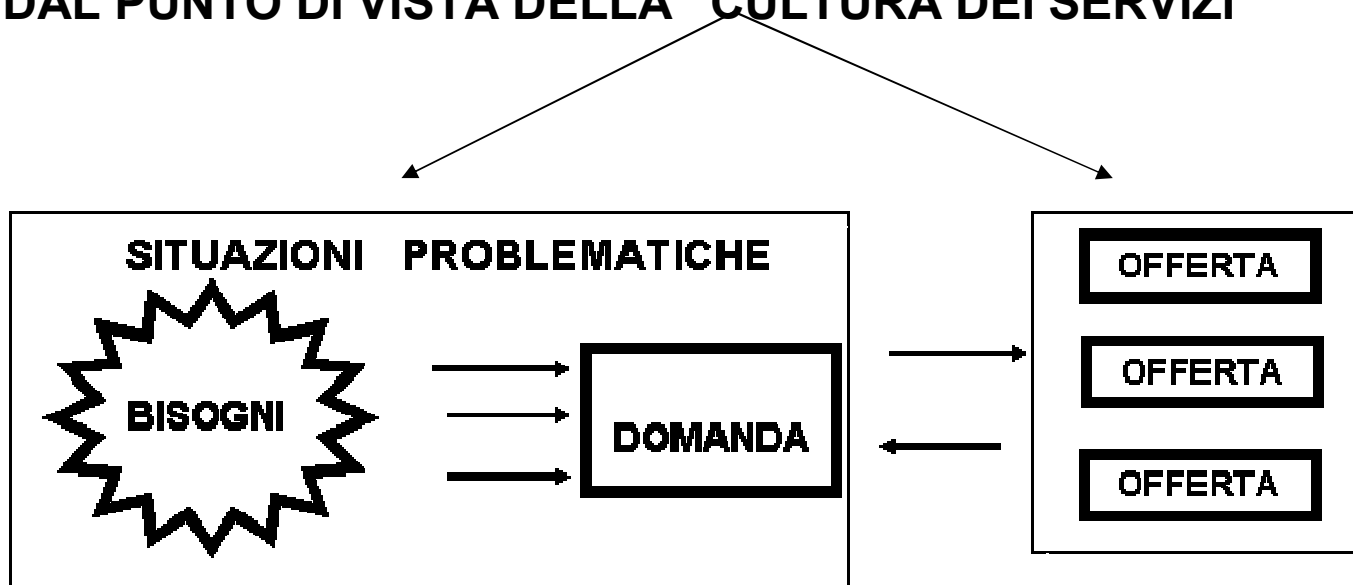 DAL PUNTO DI VISTA DELLA CULTURA DEI SERVIZI
SITUAZIONI PROBLEMATICHE
BISOGNI
DOMANDA
OFFERTA
OFFERTA
OFFERTA